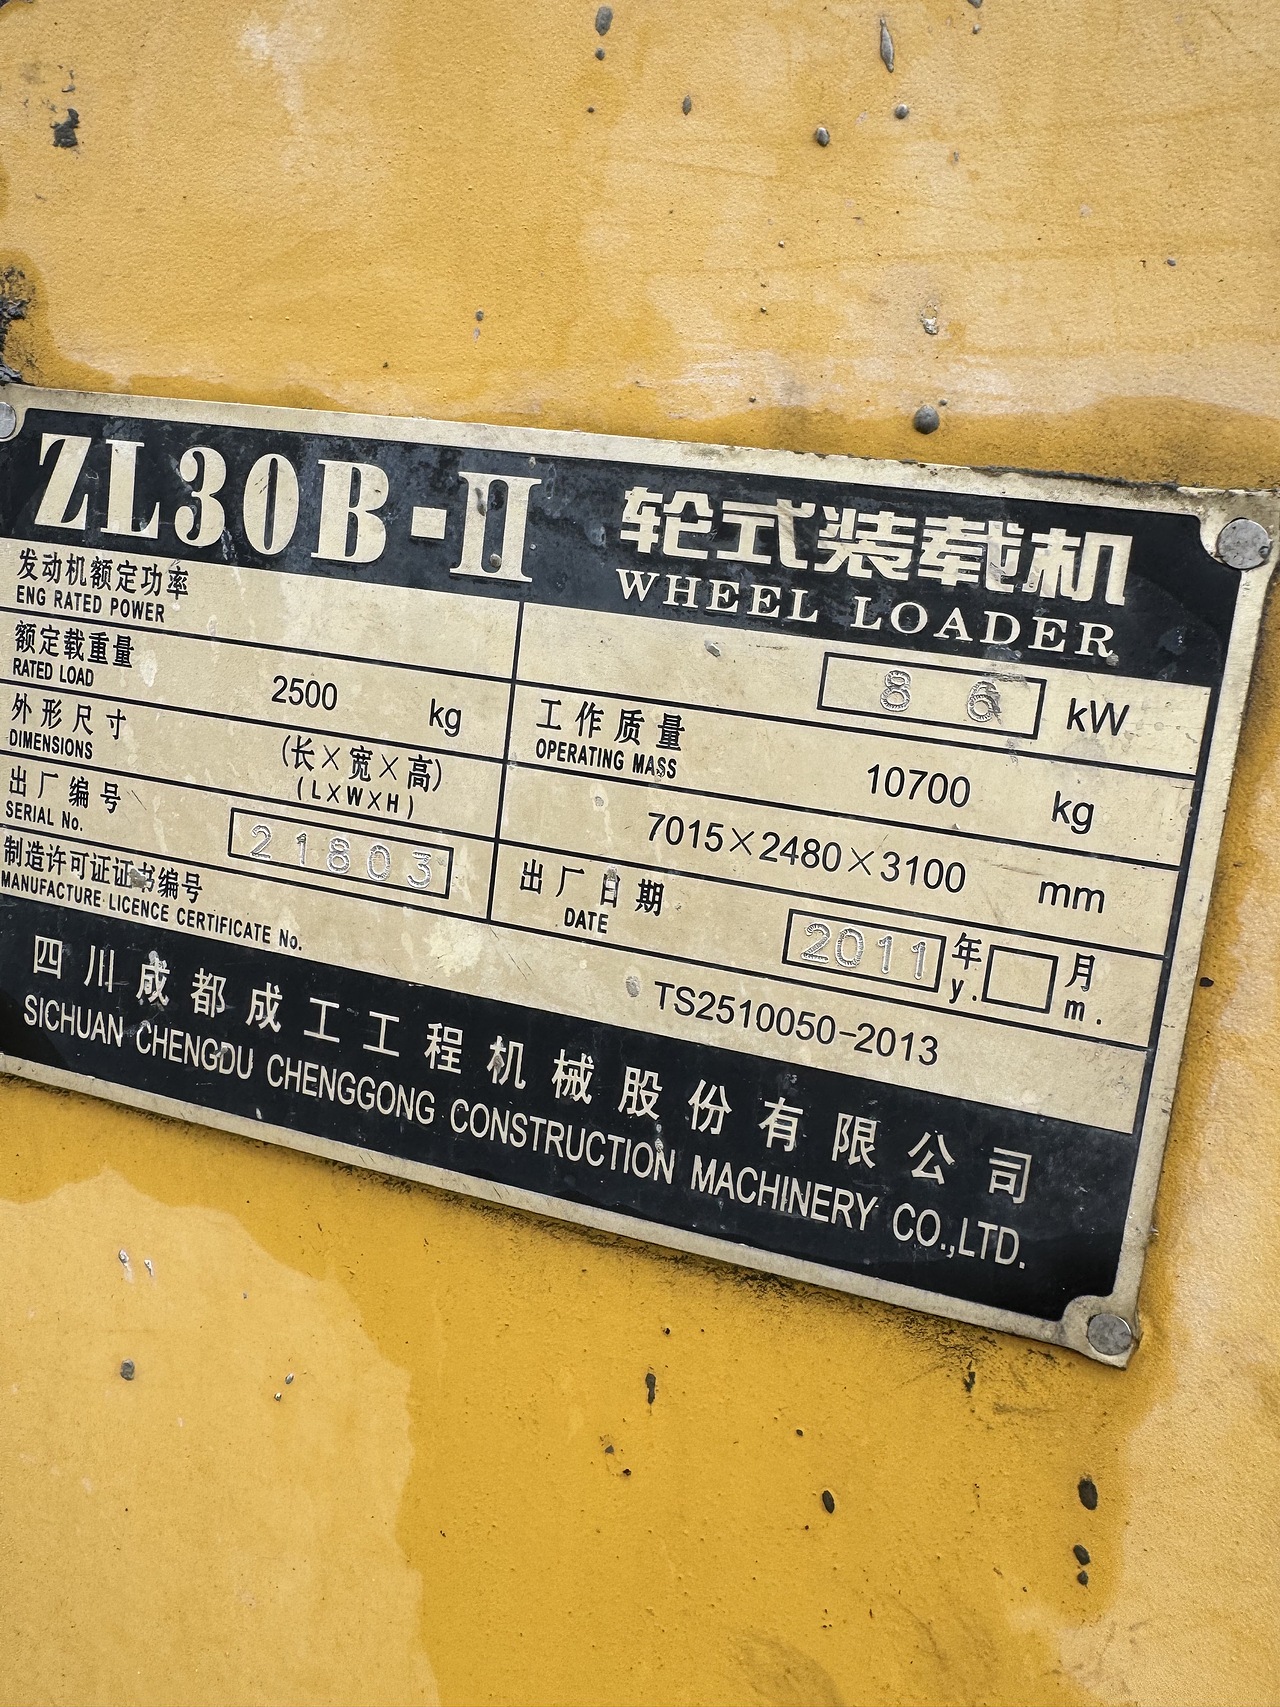 ZL30B-II 轮式装载机
WHEEL LOADER
发动机额定功率 86 kW
ENG RATED POWER
额定载重量 2500 kg 工作质量 10700 kg
RATED LOAD OPERATING MASS
外形尺寸 (长×宽×高) 7015×2480×3100 mm
DIMENSIONS (L×W×H)
出厂编号 21803 出厂日期 2011 年 月
SERIAL No. DATE y. m.
制造许可证证书编号 TS2510050-2013
MANUFACTURE LICENCE CERTIFICATE No.
四川成都成工工程机械股份有限公司
SICHUAN CHENGDU CHENGGONG CONSTRUCTION MACHINERY CO.,LTD.